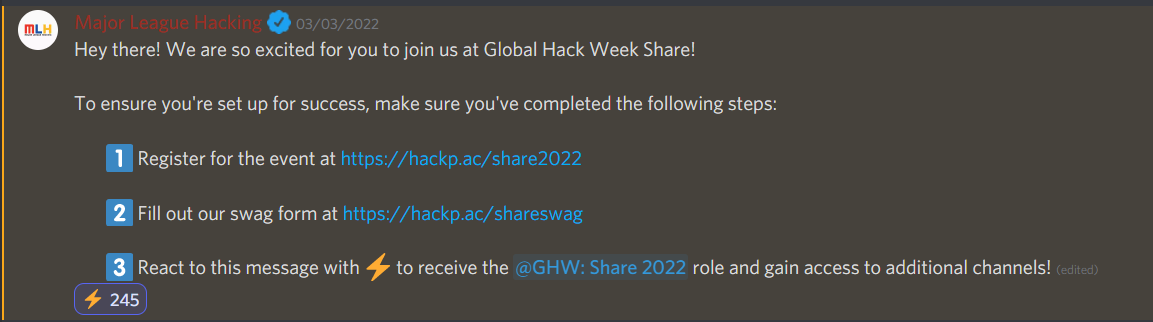 MLH
Major League Hacking 03/03/2022
Hey there! We are so excited for you to join us at Global Hack Week Share!
To ensure you're set up for success, make sure you've completed the following steps:
1 Register for the event at https://hackp.ac/share2022
2 Fill out our swag form at https://hackp.ac/shareswag
3 React to this message with ⚡ to receive the @GHW: Share 2022 role and gain access to additional channels! (edited)
⚡ 245